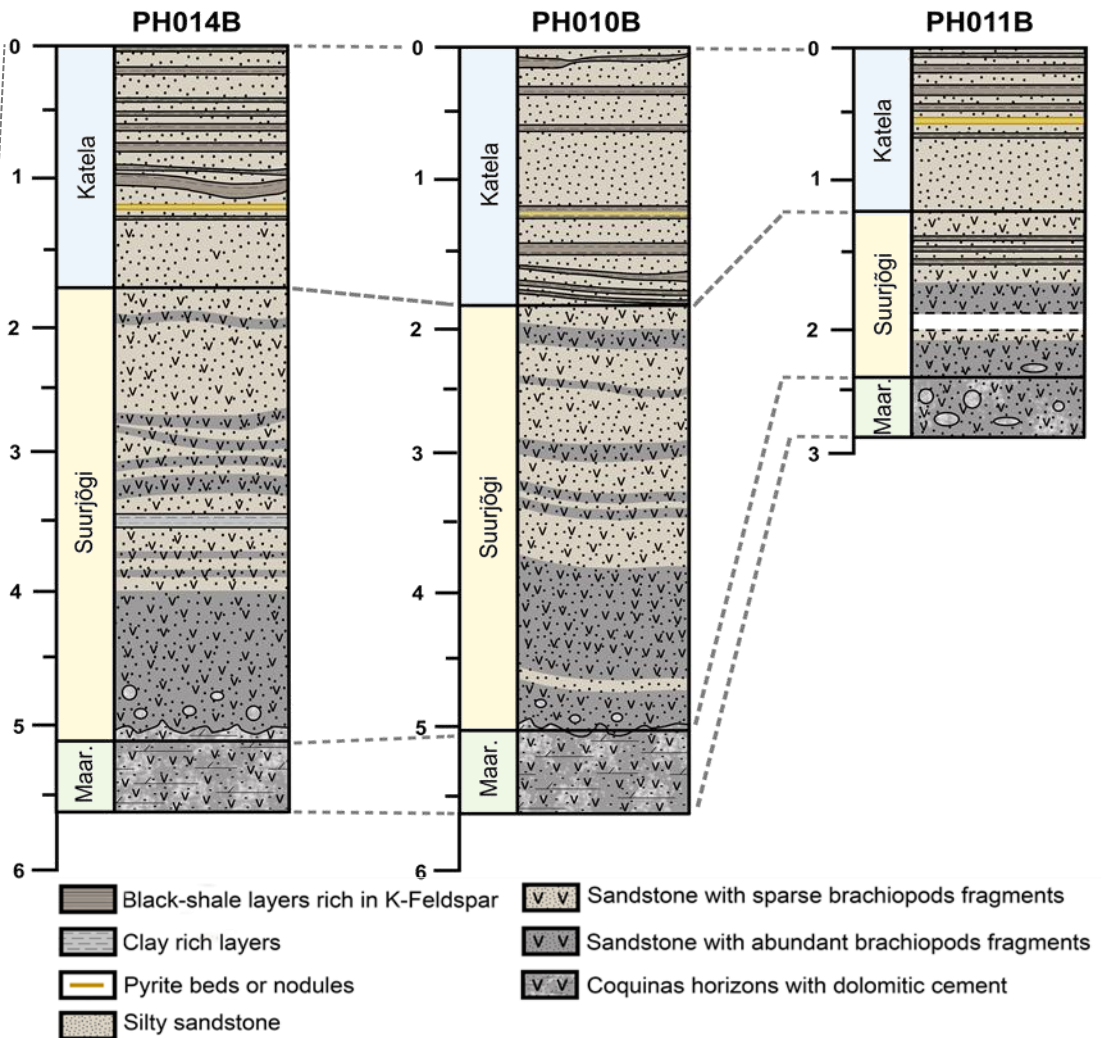 PH014B
PH010B
PH011B
0
1
2
3
4
5
6
Katela
Suurjõgi
Maar.
0
1
2
3
4
5
6
Katela
Suurjõgi
Maar.
0
1
2
3
Katela
Suurjõgi
Maar.
Black-shale layers rich in K-Feldspar
Clay rich layers
Pyrite beds or nodules
Silty sandstone
Sandstone with sparse brachiopods fragments
Sandstone with abundant brachiopods fragments
Coquinas horizons with dolomitic cement